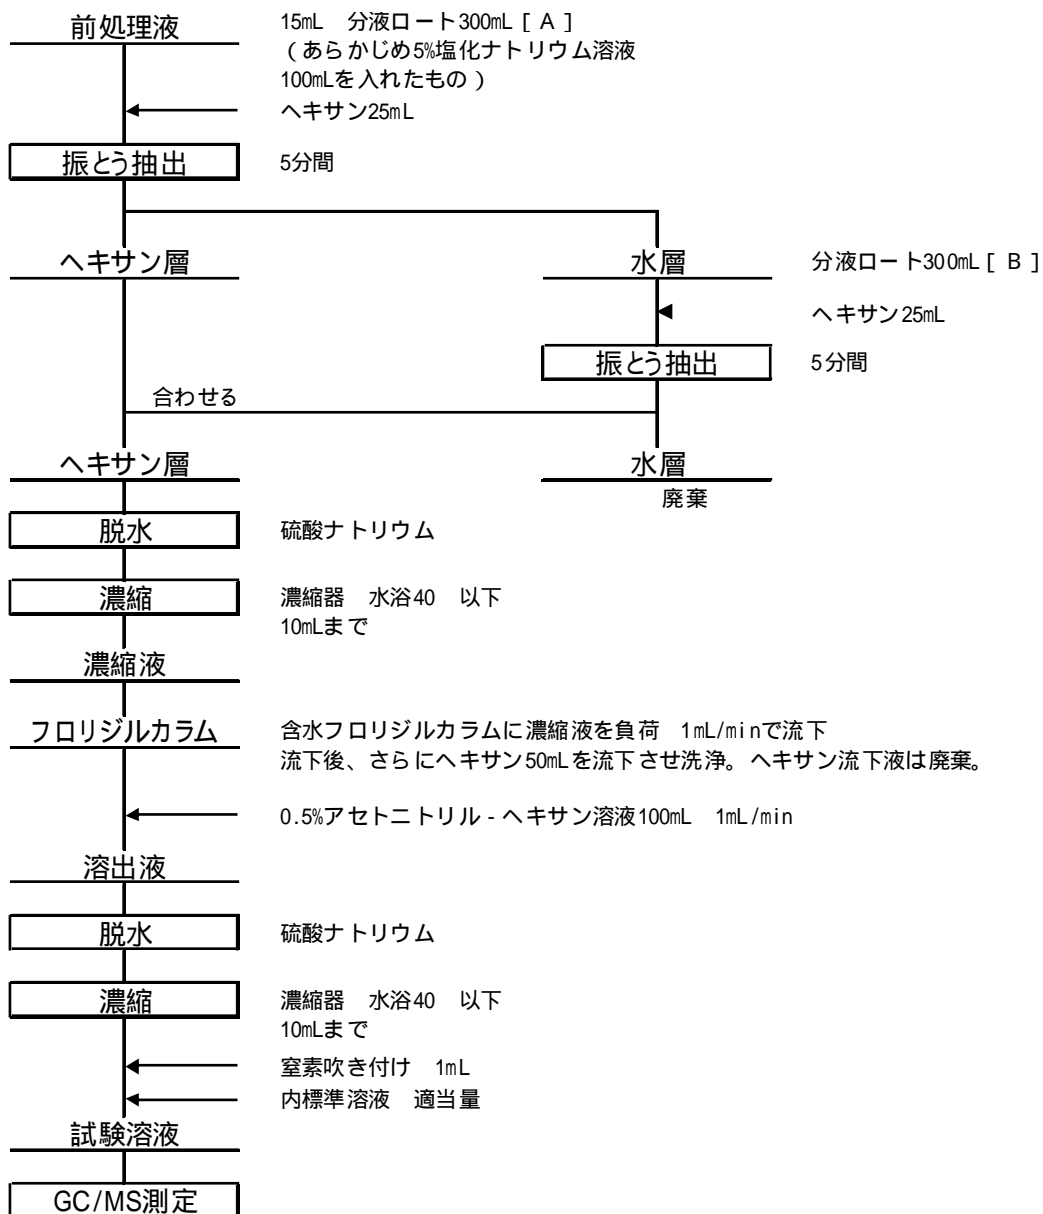 前処理液
15mL　分液ロート300mL [ A ]
(あらかじめ5%塩化ナトリウム溶液
100mLを入れたもの)
ヘキサン25mL
振とう抽出
5分間
ヘキサン層
水層
分液ロート300mL [ B ]
ヘキサン25mL
振とう抽出
5分間
合わせる
ヘキサン層
水層
廃棄
脱水
硫酸ナトリウム
濃縮
濃縮器　水浴40　以下
10mLまで
濃縮液
フロリジルカラム
含水フロリジルカラムに濃縮液を負荷　1mL/minで流下
流下後、さらにヘキサン50mLを流下させ洗浄。ヘキサン流下液は廃棄。
0.5%アセトニトリル - ヘキサン溶液100mL　1mL/min
溶出液
脱水
硫酸ナトリウム
濃縮
濃縮器　水浴40　以下
10mLまで
窒素吹き付け　1mL
内標準溶液　適当量
試験溶液
GC/MS測定